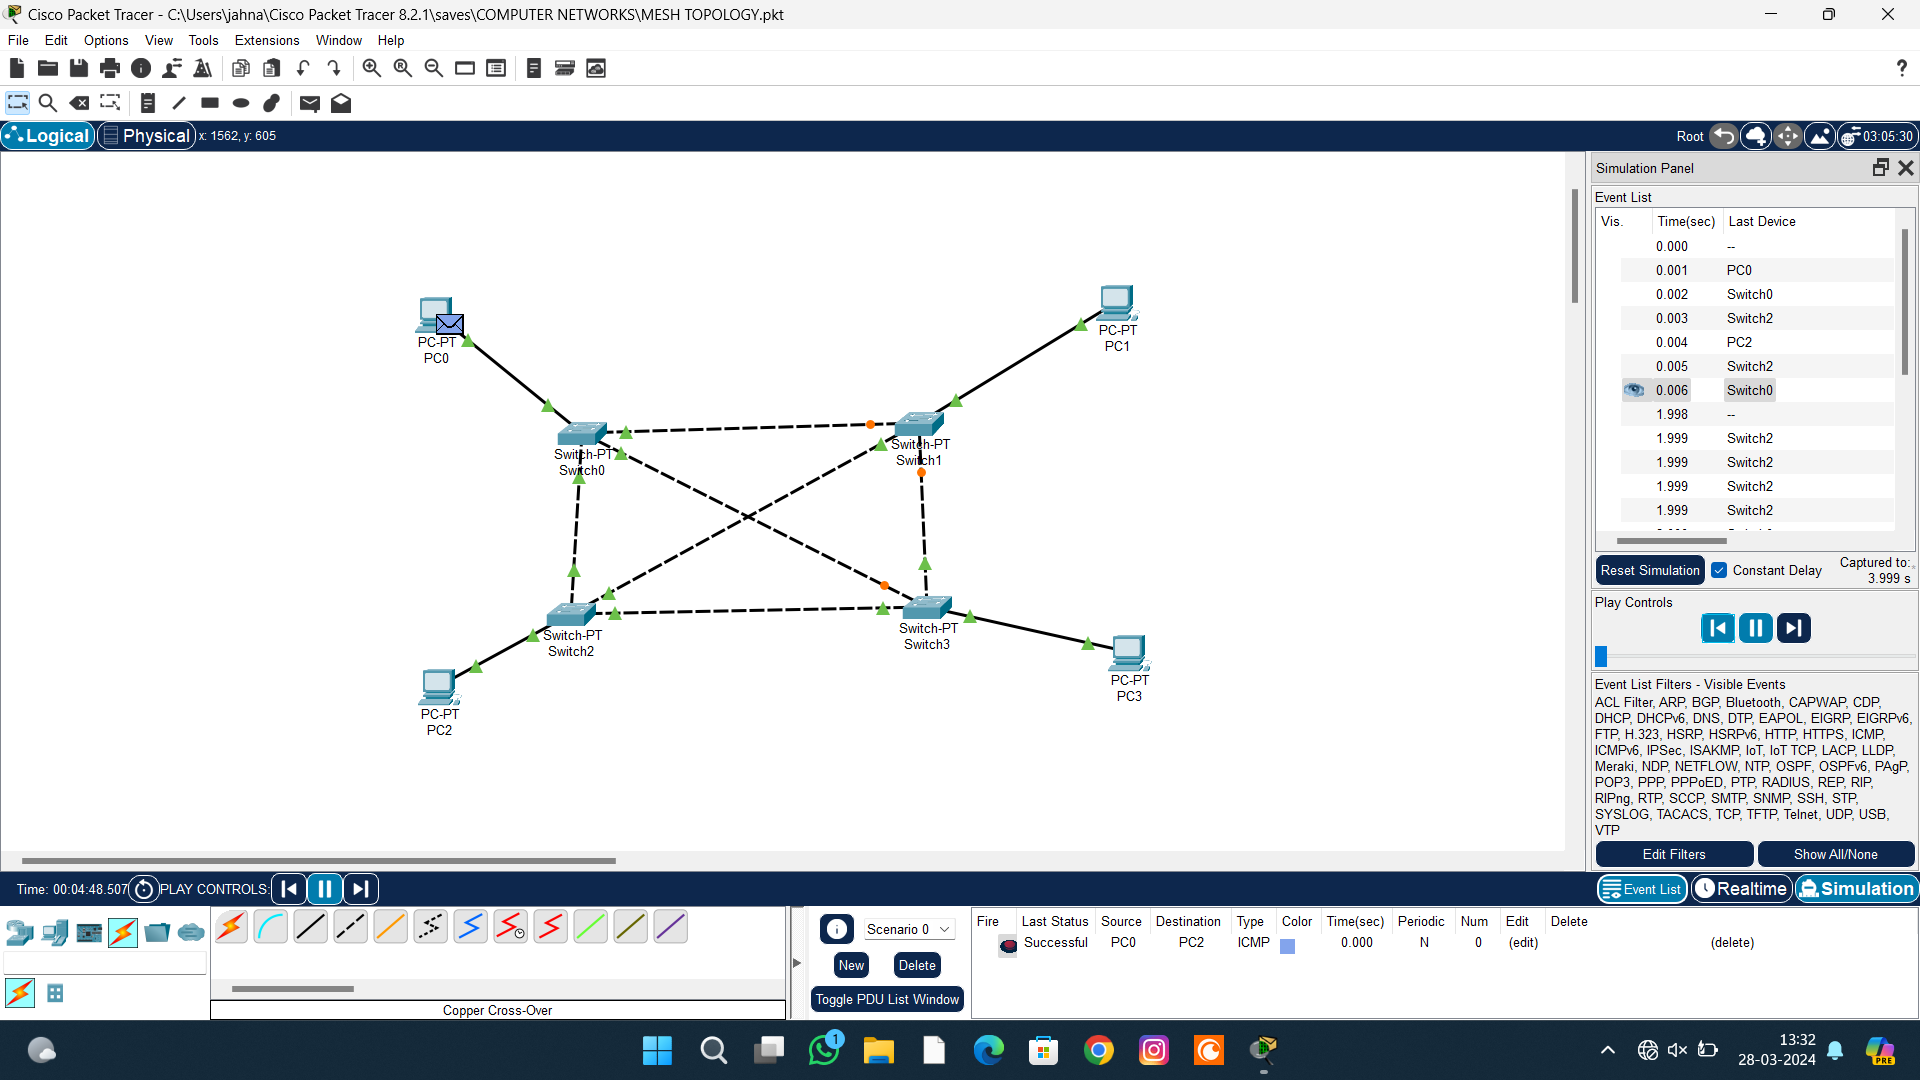 Cisco Packet Tracer - C:\Users\jahna\Cisco Packet Tracer 8.2.1\saves\COMPUTER NETWORKS\MESH TOPOLOGY.pkt
File Edit Options View Tools Extensions Window Help
?
Logical Physical x: 1562, y: 605 Root 03:05:30
Simulation Panel
Event List
Vis. Time(sec) Last Device
0.000 --
0.001 PC0
0.002 Switch0
0.003 Switch2
0.004 PC2
0.005 Switch2
0.006 Switch0
1.998 --
1.999 Switch2
1.999 Switch2
1.999 Switch2
1.999 Switch2
Reset Simulation Constant Delay Captured to:
3.999 s
Play Controls
Event List Filters - Visible Events
ACL Filter, ARP, BGP, Bluetooth, CAPWAP, CDP,
DHCP, DHCPv6, DNS, DTP, EAPOL, EIGRP, EIGRPv6,
FTP, H.323, HSRP, HSRPv6, HTTP, HTTPS, ICMP,
ICMPv6, IPSec, ISAKMP, IoT, IoT TCP, LACP, LLDP,
Meraki, NDP, NETFLOW, NTP, OSPF, OSPFv6, PAgP,
POP3, PPP, PPPoED, PTP, RADIUS, REP, RIP,
RIPng, RTP, SCCP, SMTP, SNMP, SSH, STP,
SYSLOG, TACACS, TCP, TFTP, Telnet, UDP, USB,
VTP
Edit Filters Show All/None
PC-PT
PC0
PC-PT
PC1
Switch-PT
Switch0
Switch-PT
Switch1
Switch-PT
Switch2
Switch-PT
Switch3
PC-PT
PC2
PC-PT
PC3
Time: 00:04:48.507 PLAY CONTROLS: Event List Realtime Simulation
Copper Cross-Over
Scenario 0
New Delete
Toggle PDU List Window
Fire Last Status Source Destination Type Color Time(sec) Periodic Num Edit Delete
Successful PC0 PC2 ICMP 0.000 N 0 (edit) (delete)
1
13:32
28-03-2024
PRE